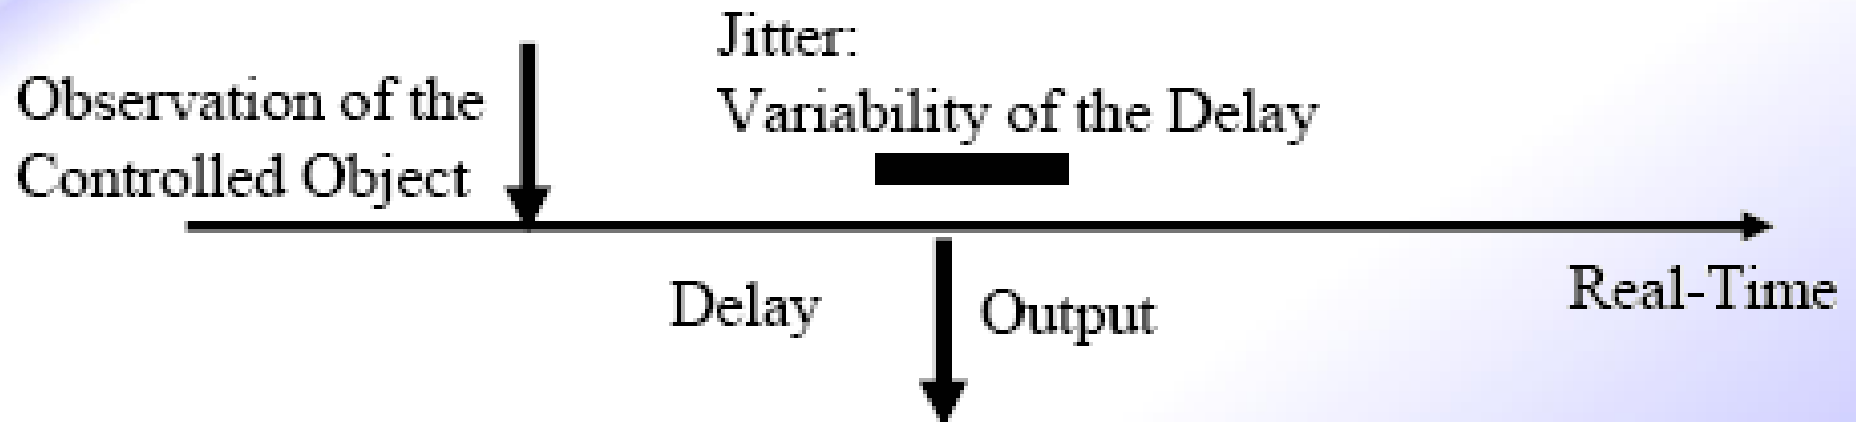 Jitter:
Observation of the
Variability of the Delay
Controlled Object
Delay
Output
Real-Time